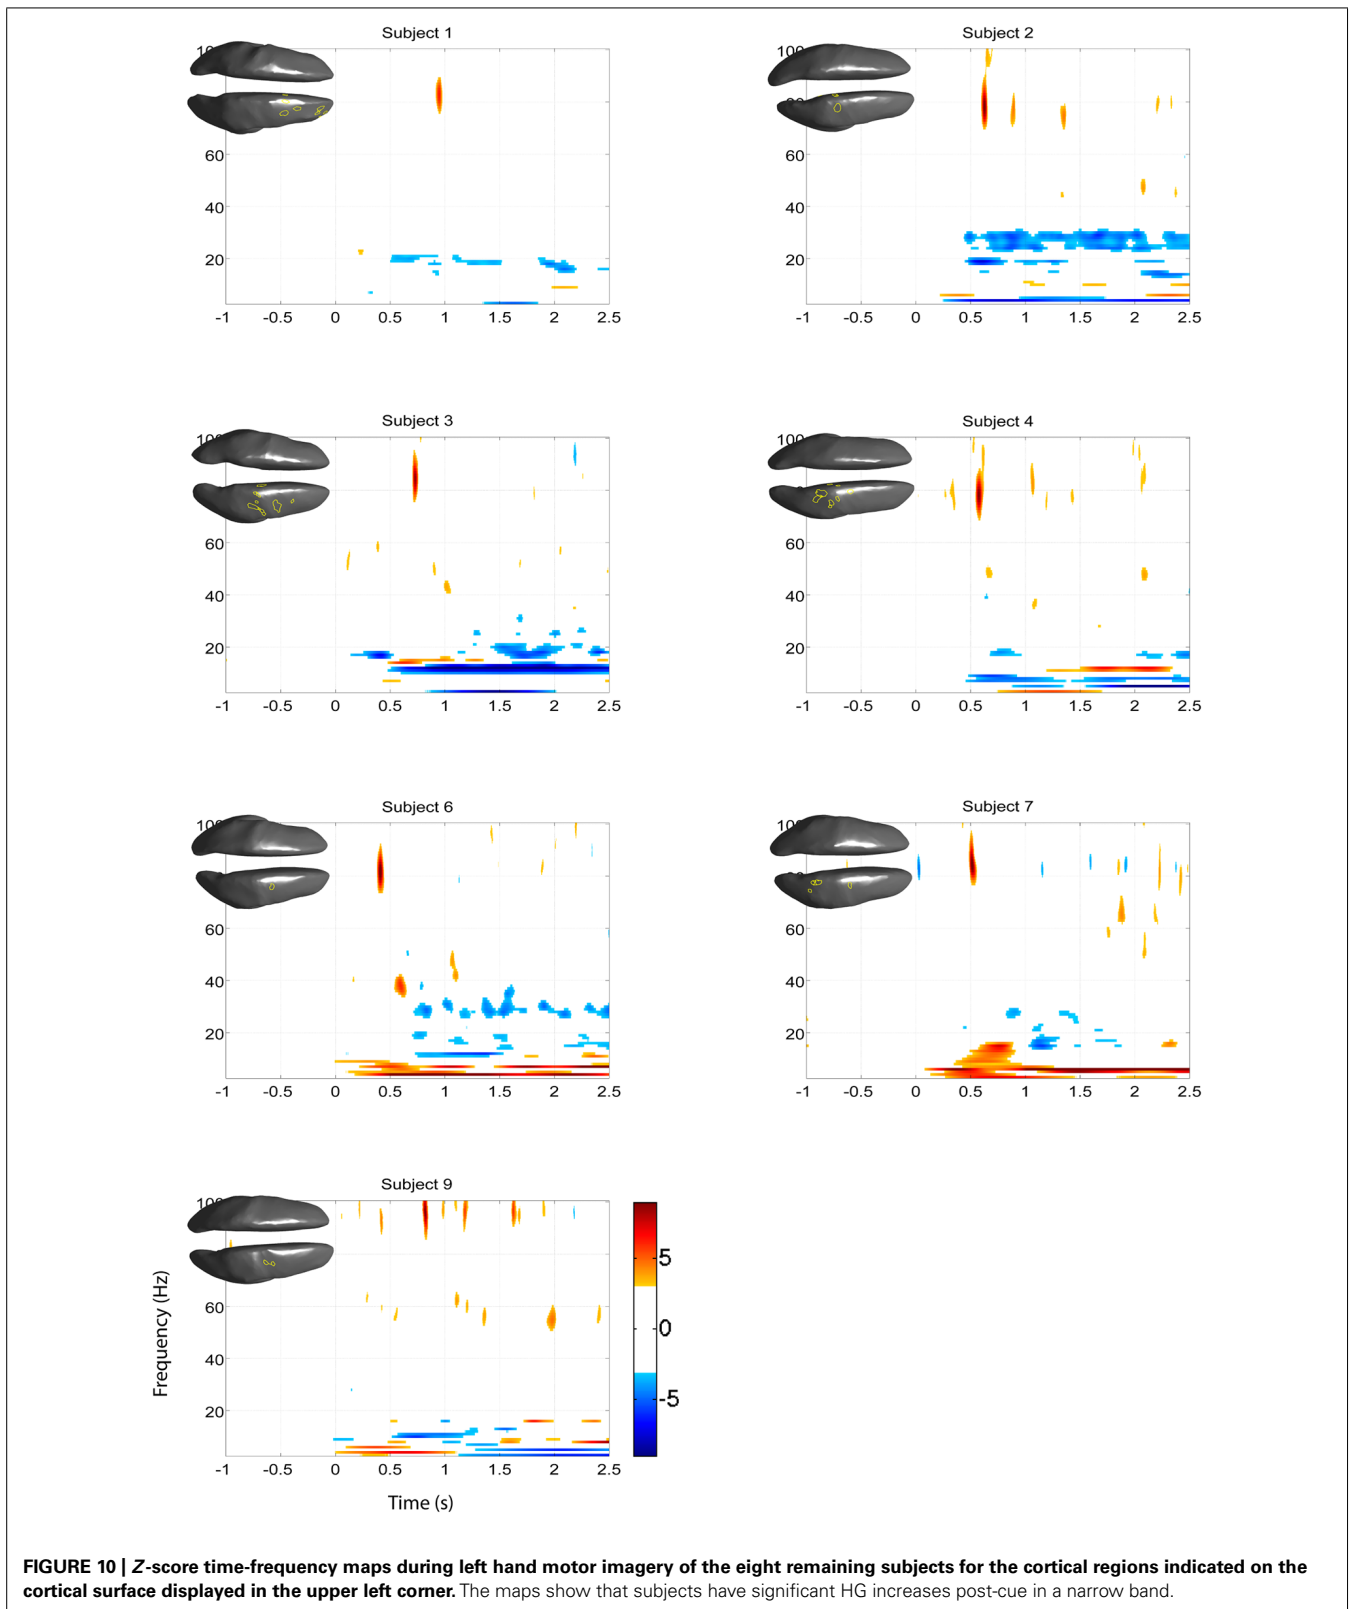 Subject 1
Subject 2
10
60
40
20
-1 -0.5 0 0.5 1 1.5 2 2.5
100
80
60
40
20
-1 -0.5 0 0.5 1 1.5 2 2.5
Subject 3
Subject 4
100
60
40
20
-1 -0.5 0 0.5 1 1.5 2 2.5
100
60
40
20
-1 -0.5 0 0.5 1 1.5 2 2.5
Subject 6
Subject 7
100
60
40
20
-1 -0.5 0 0.5 1 1.5 2 2.5
100
60
40
20
-1 -0.5 0 0.5 1 1.5 2 2.5
Subject 9
100
60
40
20
-1 -0.5 0 0.5 1 1.5 2 2.5
Frequency (Hz)
Time (s)
5
0
-5
FIGURE 10 | Z-score time-frequency maps during left hand motor imagery of the eight remaining subjects for the cortical regions indicated on the
cortical surface displayed in the upper left corner. The maps show that subjects have significant HG increases post-cue in a narrow band.